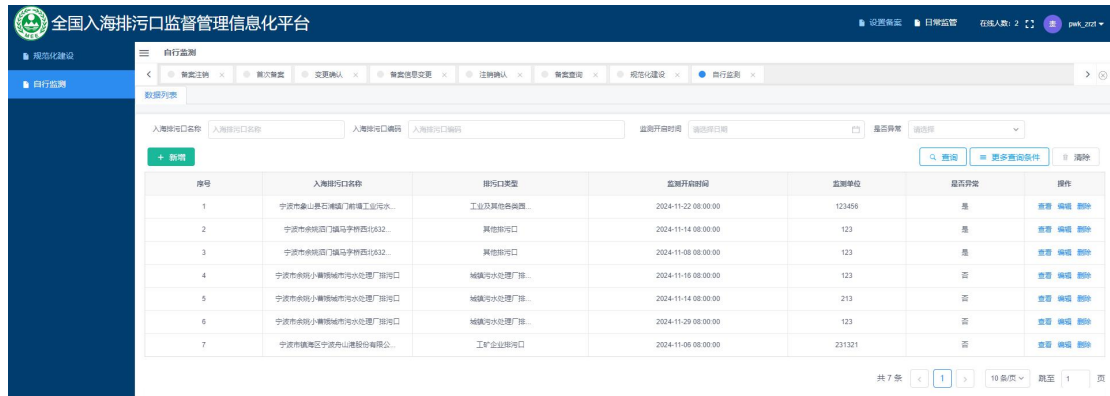 全国入海排污口监督管理信息化平台 设置备案 日常监管 在线人数: 2 pwk_zrzt
规范化建设
自行监测
自行监测
备案注销 × 首次备案 变更确认 × 备案信息变更 × 注销确认 × 备案查询 × 规范化建设 × 自行监测 ×
数据列表
入海排污口名称 入海排污口名称 入海排污口编码 入海排污口编码 监测开启时间 请选择日期 是否异常 请选择
+ 新增 查询 更多查询条件 清除
序号 入海排污口名称 排污口类型 监测开启时间 监测单位 是否异常 操作
1 宁波市象山县石浦镇门前塘工业污水... 工业及其他各类园... 2024-11-22 08:00:00 123456 是 查看 编辑 删除
2 宁波市余姚泗门镇马字桥西北632... 其他排污口 2024-11-14 08:00:00 123 是 查看 编辑 删除
3 宁波市余姚泗门镇马字桥西北632... 其他排污口 2024-11-08 08:00:00 123 是 查看 编辑 删除
4 宁波市余姚小曹娥城市污水处理厂排污口 城镇污水处理厂排... 2024-11-16 08:00:00 123 否 查看 编辑 删除
5 宁波市余姚小曹娥城市污水处理厂排污口 城镇污水处理厂排... 2024-11-14 08:00:00 213 否 查看 编辑 删除
6 宁波市余姚小曹娥城市污水处理厂排污口 城镇污水处理厂排... 2024-11-29 08:00:00 123 否 查看 编辑 删除
7 宁波市镇海区宁波舟山港股份有限公... 工矿企业排污口 2024-11-06 08:00:00 231321 否 查看 编辑 删除
共 7 条 1 10 条/页 跳至 1 页